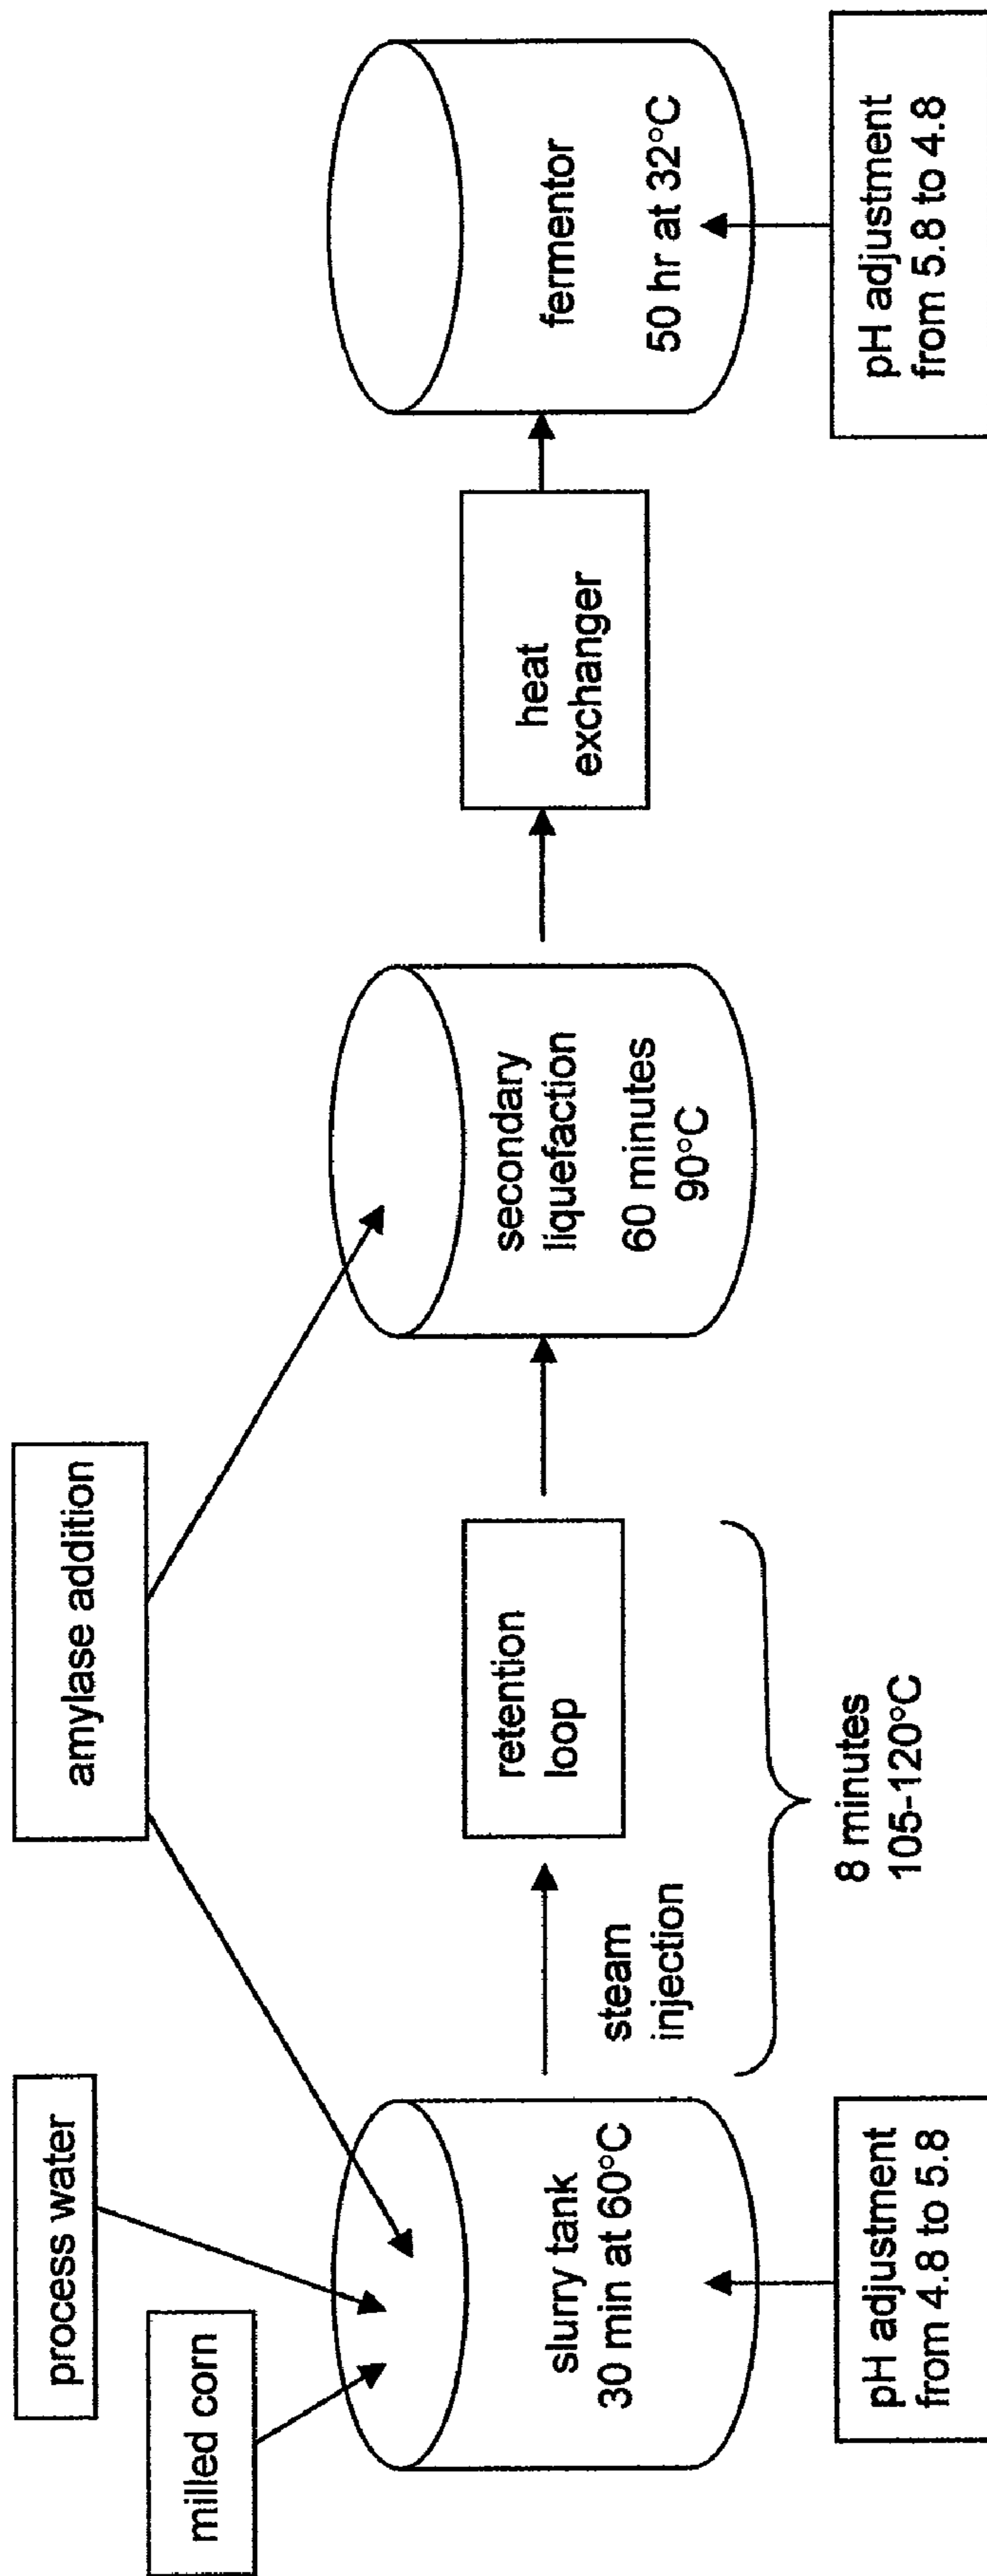 milled corn
process water
amylase addition
slurry tank
30 min at 60°C
pH adjustment
from 4.8 to 5.8
steam
injection
retention
loop
8 minutes
105-120°C
secondary
liquefaction
60 minutes
90°C
heat
exchanger
fermentor
50 hr at 32°C
pH adjustment
from 5.8 to 4.8